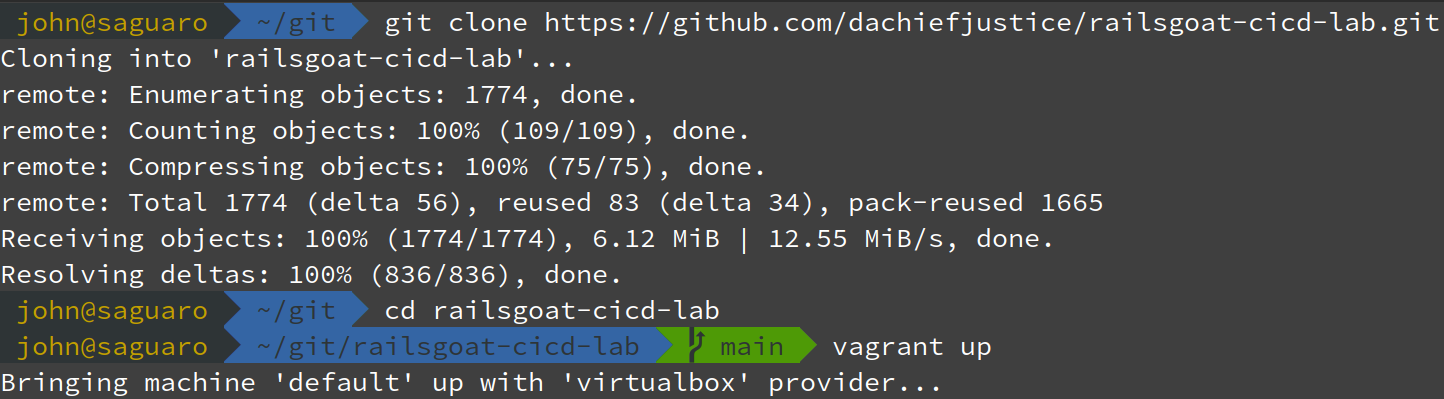 john@saguaro ~/git git clone https://github.com/dachiefjustice/railsgoat-cicd-lab.git
Cloning into 'railsgoat-cicd-lab'...
remote: Enumerating objects: 1774, done.
remote: Counting objects: 100% (109/109), done.
remote: Compressing objects: 100% (75/75), done.
remote: Total 1774 (delta 56), reused 83 (delta 34), pack-reused 1665
Receiving objects: 100% (1774/1774), 6.12 MiB | 12.55 MiB/s, done.
Resolving deltas: 100% (836/836), done.
john@saguaro ~/git cd railsgoat-cicd-lab
john@saguaro ~/git/railsgoat-cicd-lab main vagrant up
Bringing machine 'default' up with 'virtualbox' provider...